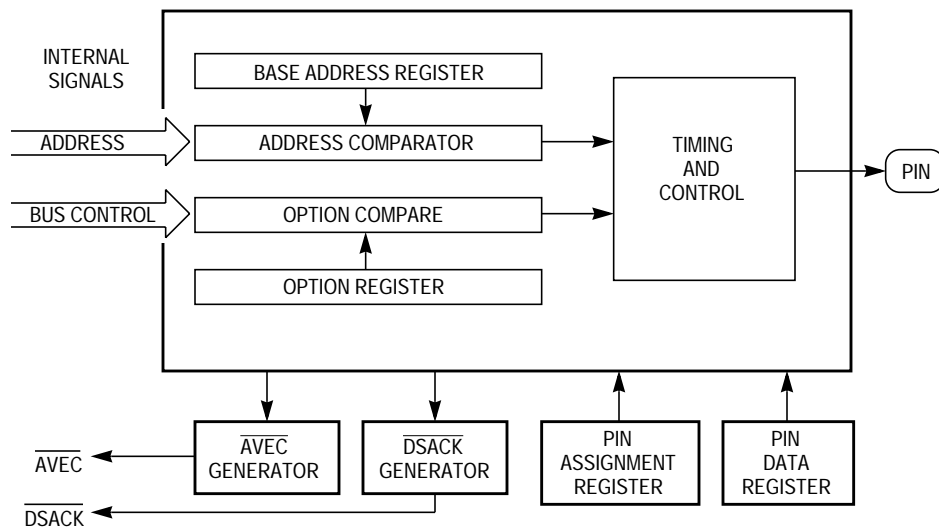 INTERNAL
SIGNALS
BASE ADDRESS REGISTER
ADDRESS
ADDRESS COMPARATOR
TIMING
AND
CONTROL
PIN
BUS CONTROL
OPTION COMPARE
OPTION REGISTER
AVEC
AVEC
GENERATOR
DSACK
GENERATOR
PIN
ASSIGNMENT
REGISTER
PIN
DATA
REGISTER
DSACK